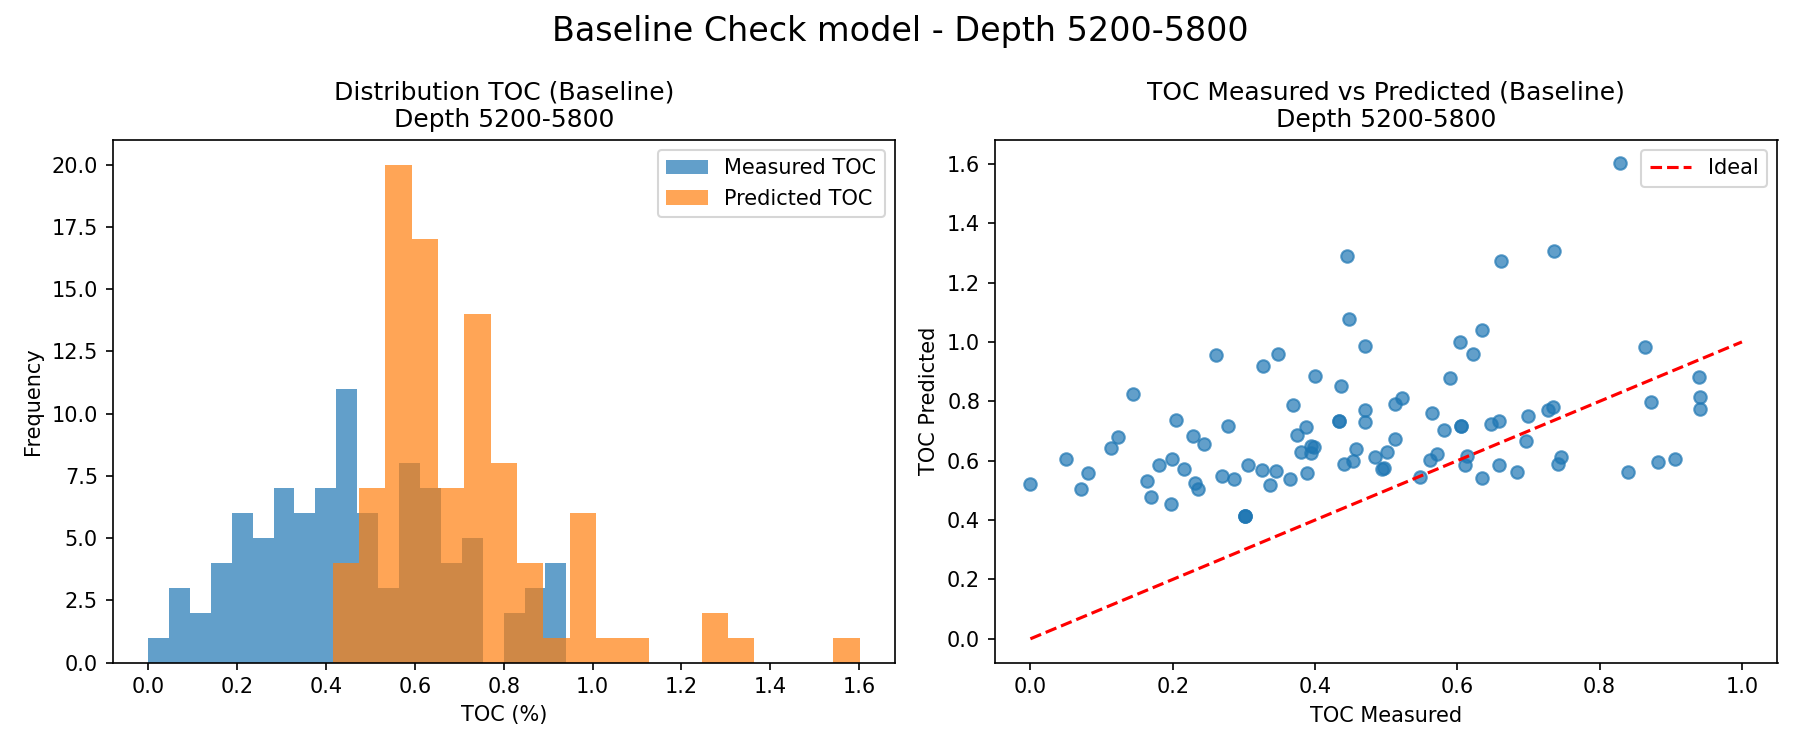 Baseline Check model - Depth 5200-5800
Distribution TOC (Baseline)
Depth 5200-5800
Frequency
20.0
17.5
15.0
12.5
10.0
7.5
5.0
2.5
0.0
Measured TOC
Predicted TOC
0.0 0.2 0.4 0.6 0.8 1.0 1.2 1.4 1.6
TOC (%)
TOC Measured vs Predicted (Baseline)
Depth 5200-5800
TOC Predicted
1.6
1.4
1.2
1.0
0.8
0.6
0.4
0.2
0.0
Ideal
0.0 0.2 0.4 0.6 0.8 1.0
TOC Measured